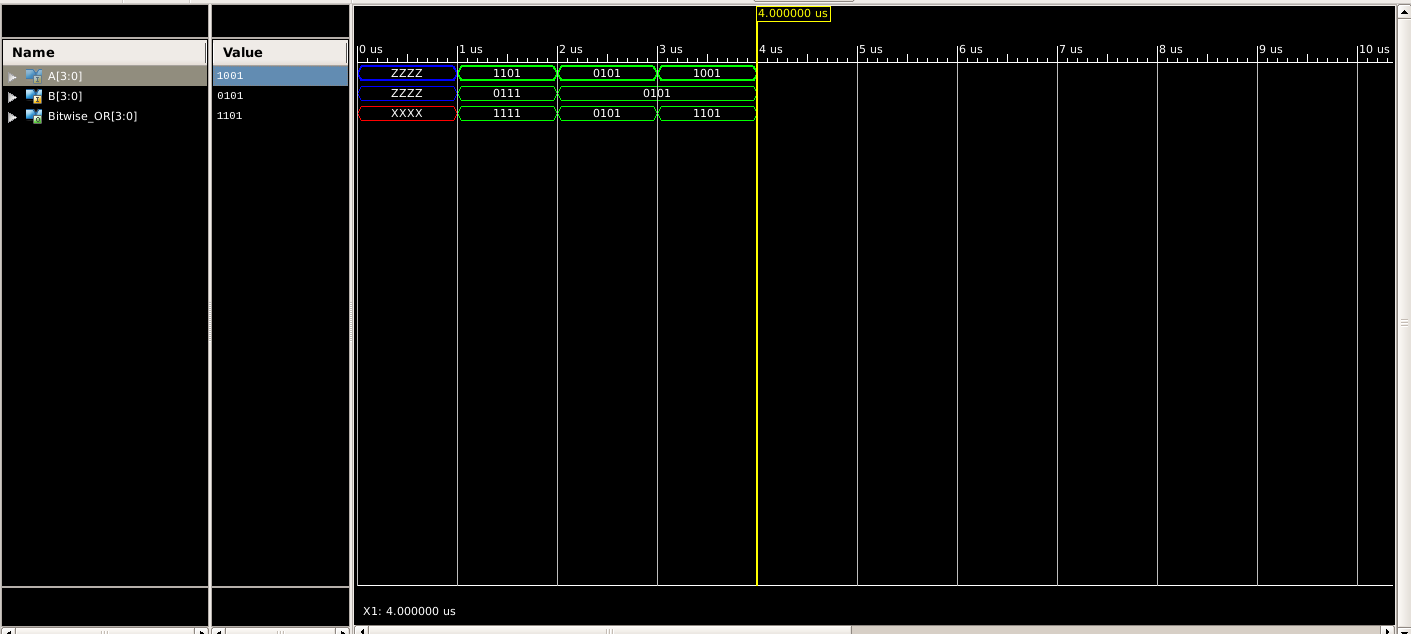 4.000000 us
Name Value
0 us 1 us 2 us 3 us 4 us 5 us 6 us 7 us 8 us 9 us 10 us
A[3:0] 1001 ZZZZ 1101 0101 1001
B[3:0] 0101 ZZZZ 0111 0101
Bitwise_OR[3:0] 1101 XXXX 1111 0101 1101
X1: 4.000000 us